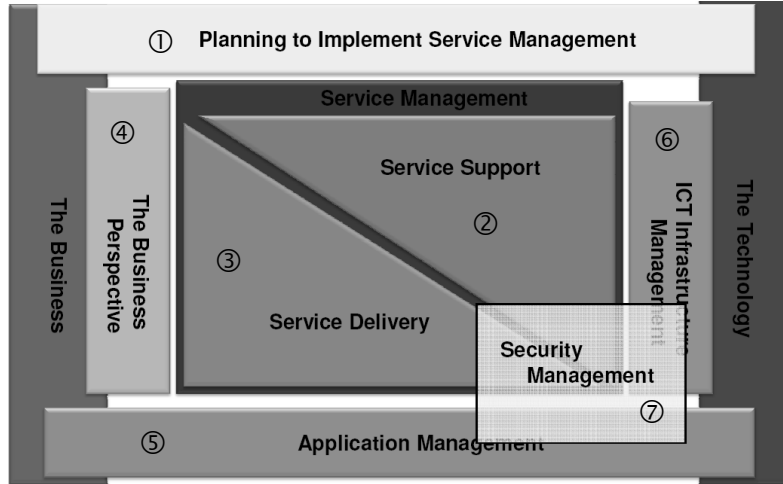 ① Planning to Implement Service Management
Service Management
④
⑥
Service Support
The Business
The Business
Perspective
②
③
ICT Infrastructure
Management
The Technology
Service Delivery
Security
Management
⑦
⑤ Application Management